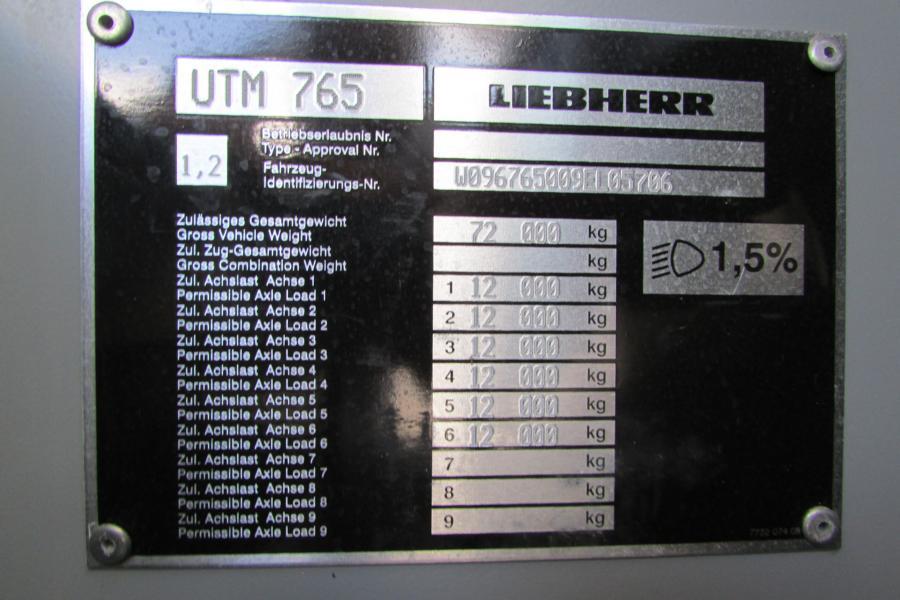 UTM 765
LIEBHERR
1,2
Betriebserlaubnis Nr.
Type - Approval Nr.
Fahrzeug-
Identifizierungs-Nr.
W096765009EL05706
Zulässiges Gesamtgewicht
Gross Vehicle Weight
72 000 kg
Zul. Zug-Gesamtgewicht
Gross Combination Weight
kg
Zul. Achslast Achse 1
Permissible Axle Load 1
1 12 000 kg
Zul. Achslast Achse 2
Permissible Axle Load 2
2 12 000 kg
Zul. Achslast Achse 3
Permissible Axle Load 3
3 12 000 kg
Zul. Achslast Achse 4
Permissible Axle Load 4
4 12 000 kg
Zul. Achslast Achse 5
Permissible Axle Load 5
5 12 000 kg
Zul. Achslast Achse 6
Permissible Axle Load 6
6 12 000 kg
Zul. Achslast Achse 7
Permissible Axle Load 7
7 kg
Zul. Achslast Achse 8
Permissible Axle Load 8
8 kg
Zul. Achslast Achse 9
Permissible Axle Load 9
9 kg
1,5%
7732 074 08